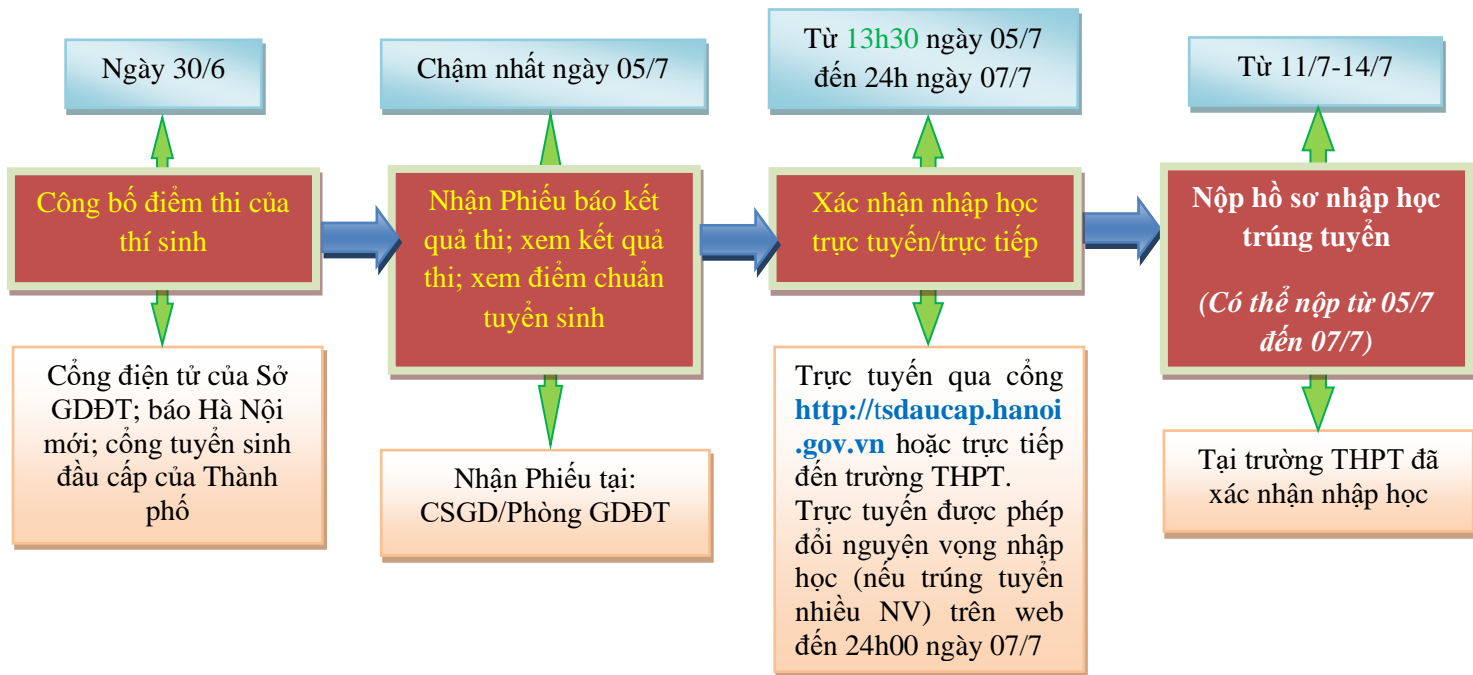 Ngày 30/6
Chậm nhất ngày 05/7
Từ 13h30 ngày 05/7
đến 24h ngày 07/7
Từ 11/7-14/7
Công bố điểm thi của
thí sinh
Nhận Phiếu báo kết
quả thi; xem kết quả
thi; xem điểm chuẩn
tuyển sinh
Xác nhận nhập học
trực tuyến/trực tiếp
Nộp hồ sơ nhập học
trúng tuyển
(Có thể nộp từ 05/7
đến 07/7)
Cổng điện tử của Sở
GDĐT; báo Hà Nội
mới; cổng tuyển sinh
đầu cấp của Thành
phố
Nhận Phiếu tại:
CSGD/Phòng GDĐT
Trực tuyến qua cổng
http://tsdaucap.hanoi
.gov.vn hoặc trực tiếp
đến trường THPT.
Trực tuyến được phép
đổi nguyện vọng nhập
học (nếu trúng tuyển
nhiều NV) trên web
đến 24h00 ngày 07/7
Tại trường THPT đã
xác nhận nhập học